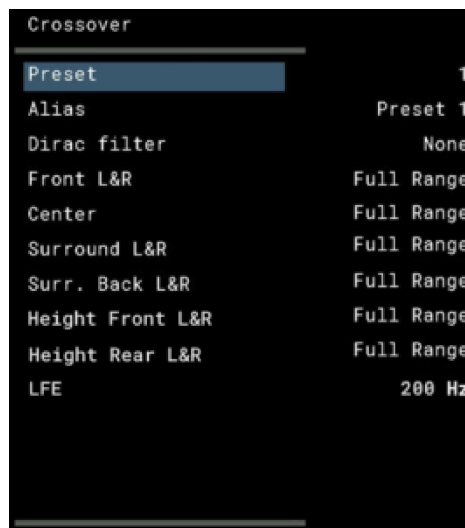 Crossover
Preset 1
Alias Preset 1
Dirac filter None
Front L&R Full Range
Center Full Range
Surround L&R Full Range
Surr. Back L&R Full Range
Height Front L&R Full Range
Height Rear L&R Full Range
LFE 200 Hz